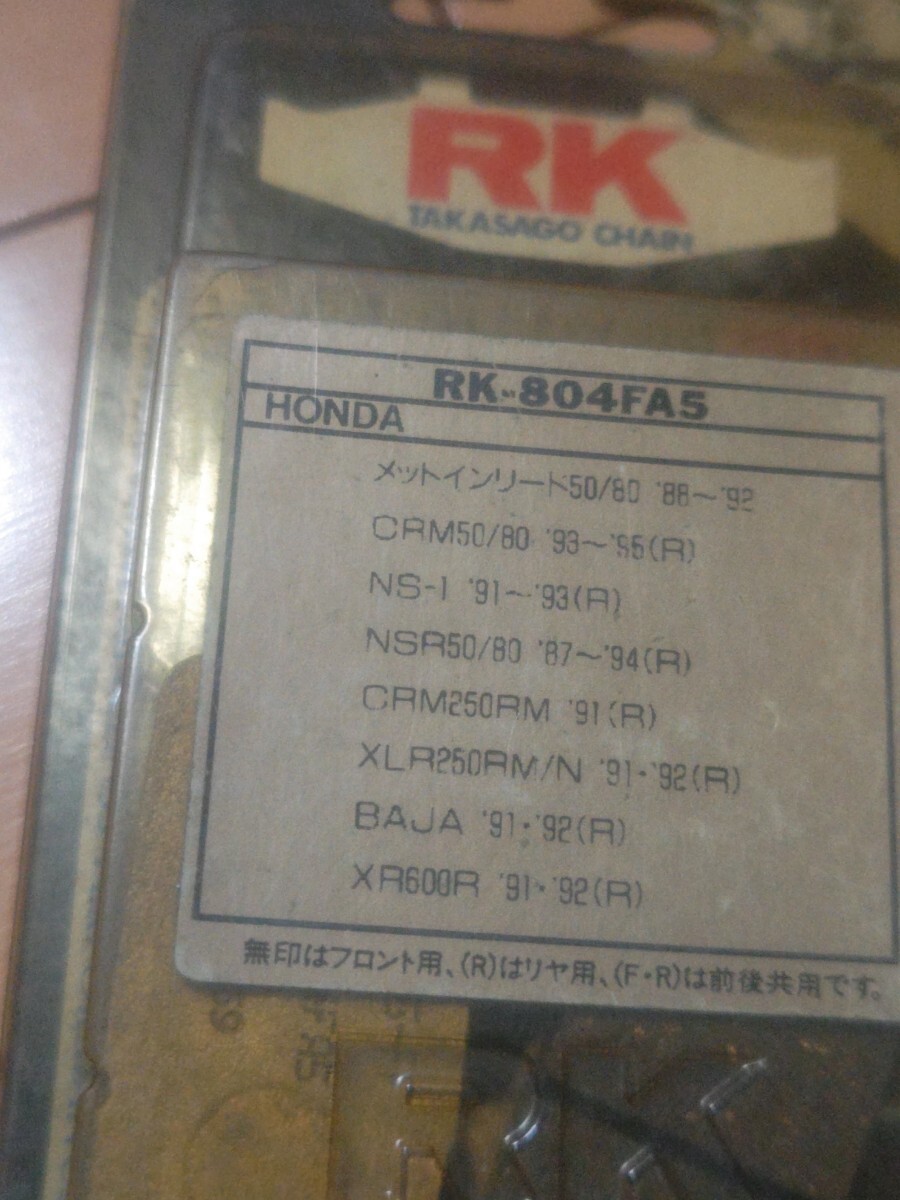 RK
TAKASAGO CHAIN
RK-804FA5
HONDA
メットインリード50/80 '88～'92
CRM50/80 '93～'95(R)
NS-1 '91～'93(R)
NSR50/80 '87～'94(R)
CRM250RM '91(R)
XLR250RM/N '91・'92(R)
BAJA '91・'92(R)
XR600R '91・'92(R)
無印はフロント用、(R)はリヤ用、(F・R)は前後共用です。